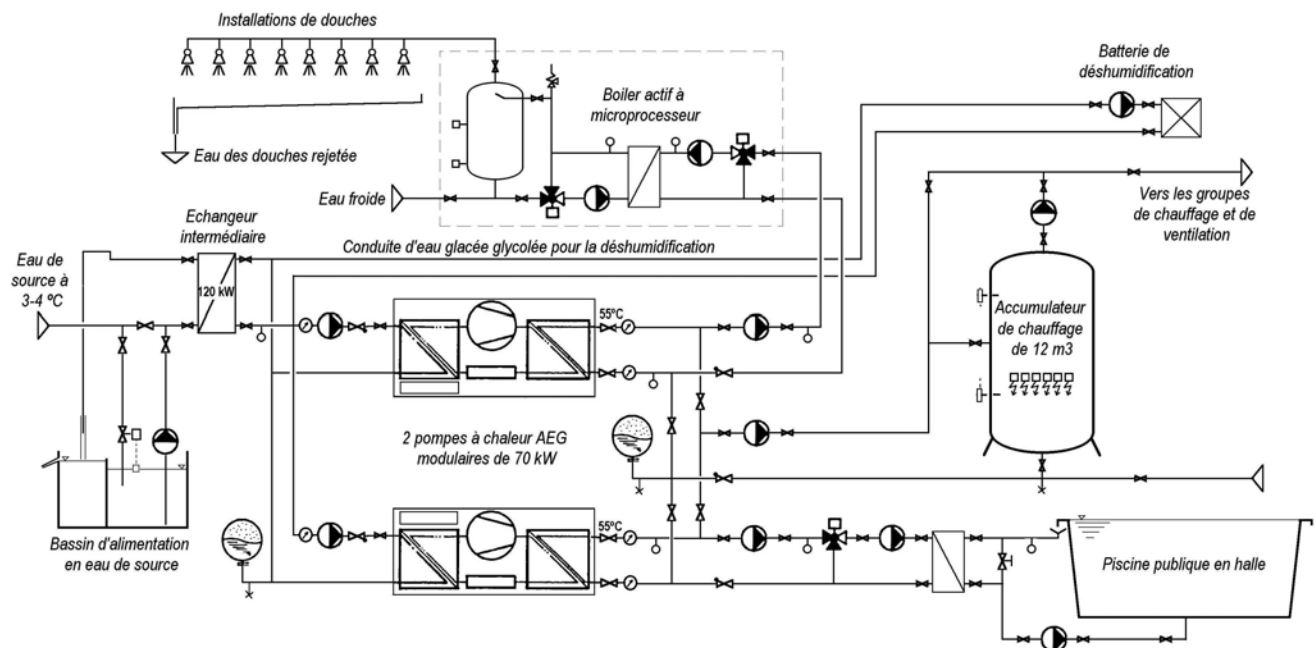 Installations de douches
Batterie de
déshumidification
Boiler actif à
microprocesseur
Eau des douches rejetée
Eau froide
Vers les groupes
de chauffage et de
ventilation
Echangeur
intermédiaire
Conduite d'eau glacée glycolée pour la déshumidification
Eau de
source à
3-4 ºC
120 kW
55ºC
Accumulateur
de chauffage
de 12 m3
2 pompes à chaleur AEG
modulaires de 70 kW
55ºC
Bassin d'alimentation
en eau de source
Piscine publique en halle